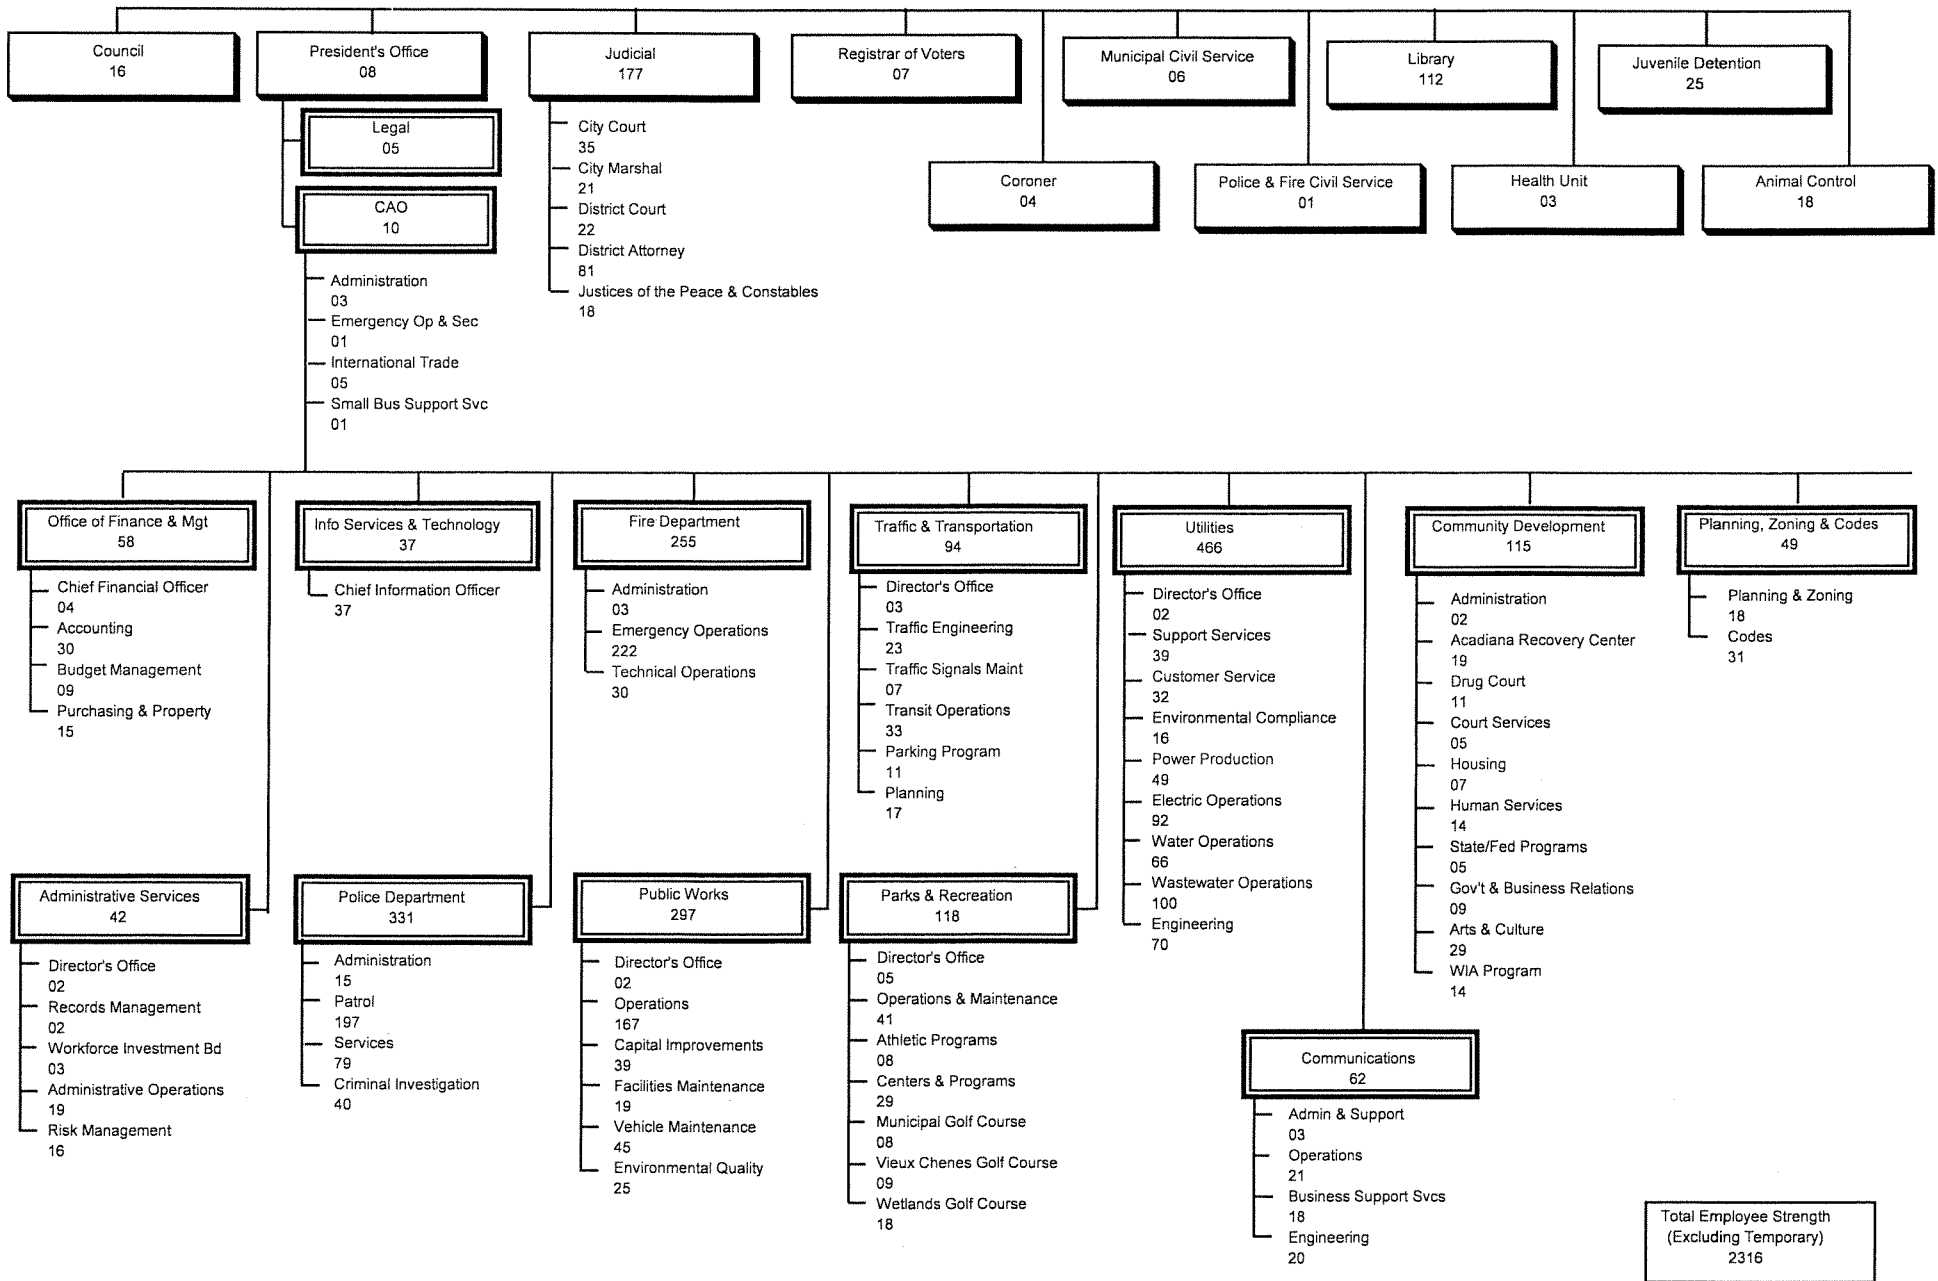 Council
16
President's Office
08
Legal
05
CAO
10
Administration
03
Emergency Op & Sec
01
International Trade
05
Small Bus Support Svc
01
Judicial
177
City Court
35
City Marshal
21
District Court
22
District Attorney
81
Justices of the Peace & Constables
18
Registrar of Voters
07
Coroner
04
Municipal Civil Service
06
Police & Fire Civil Service
01
Library
112
Health Unit
03
Juvenile Detention
25
Animal Control
18
Office of Finance & Mgt
58
Chief Financial Officer
04
Accounting
30
Budget Management
09
Purchasing & Property
15
Info Services & Technology
37
Chief Information Officer
37
Fire Department
255
Administration
03
Emergency Operations
222
Technical Operations
30
Traffic & Transportation
94
Director's Office
03
Traffic Engineering
23
Traffic Signals Maint
07
Transit Operations
33
Parking Program
11
Planning
17
Utilities
466
Director's Office
02
Support Services
39
Customer Service
32
Environmental Compliance
16
Power Production
49
Electric Operations
92
Water Operations
66
Wastewater Operations
100
Engineering
70
Community Development
115
Administration
02
Acadiana Recovery Center
19
Drug Court
11
Court Services
05
Housing
07
Human Services
14
State/Fed Programs
05
Gov't & Business Relations
09
Arts & Culture
29
WIA Program
14
Planning, Zoning & Codes
49
Planning & Zoning
18
Codes
31
Administrative Services
42
Director's Office
02
Records Management
02
Workforce Investment Bd
03
Administrative Operations
19
Risk Management
16
Police Department
331
Administration
15
Patrol
197
Services
79
Criminal Investigation
40
Public Works
297
Director's Office
02
Operations
167
Capital Improvements
39
Facilities Maintenance
19
Vehicle Maintenance
45
Environmental Quality
25
Parks & Recreation
118
Director's Office
05
Operations & Maintenance
41
Athletic Programs
08
Centers & Programs
29
Municipal Golf Course
08
Vieux Chenes Golf Course
09
Wetlands Golf Course
18
Communications
62
Admin & Support
03
Operations
21
Business Support Svcs
18
Engineering
20
Total Employee Strength
(Excluding Temporary)
2316